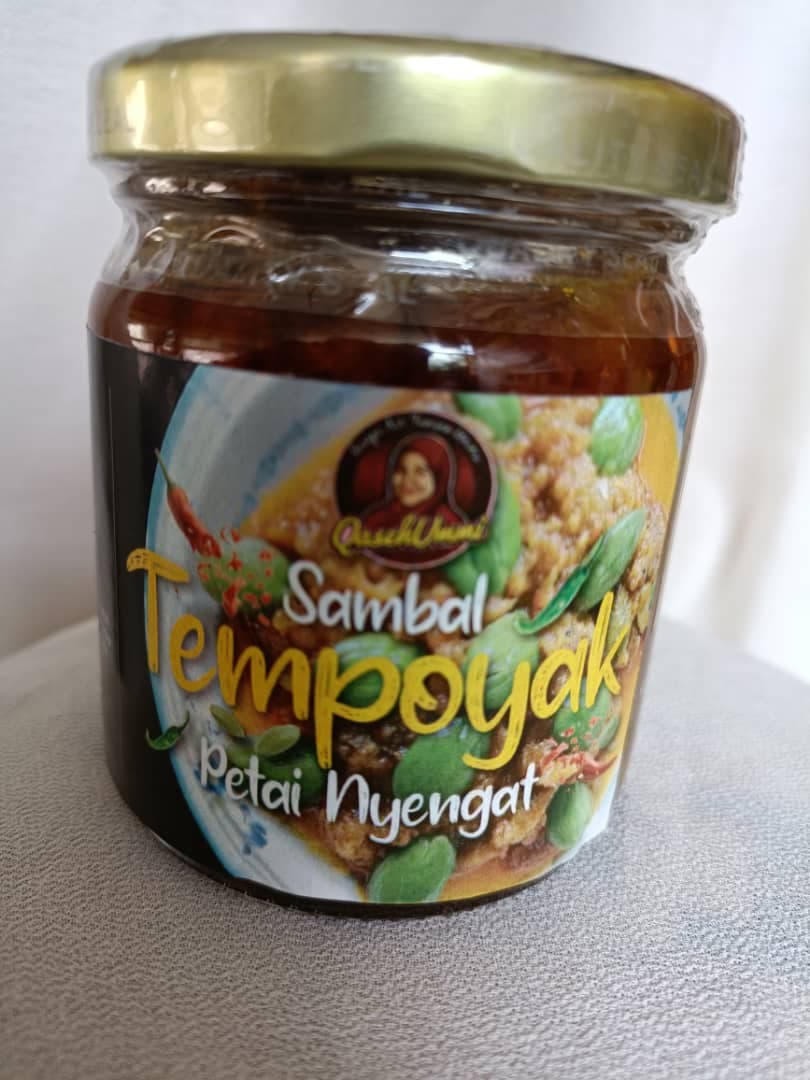 QasehUmmi
Sambal
Tempoyak
Petai Nyengat